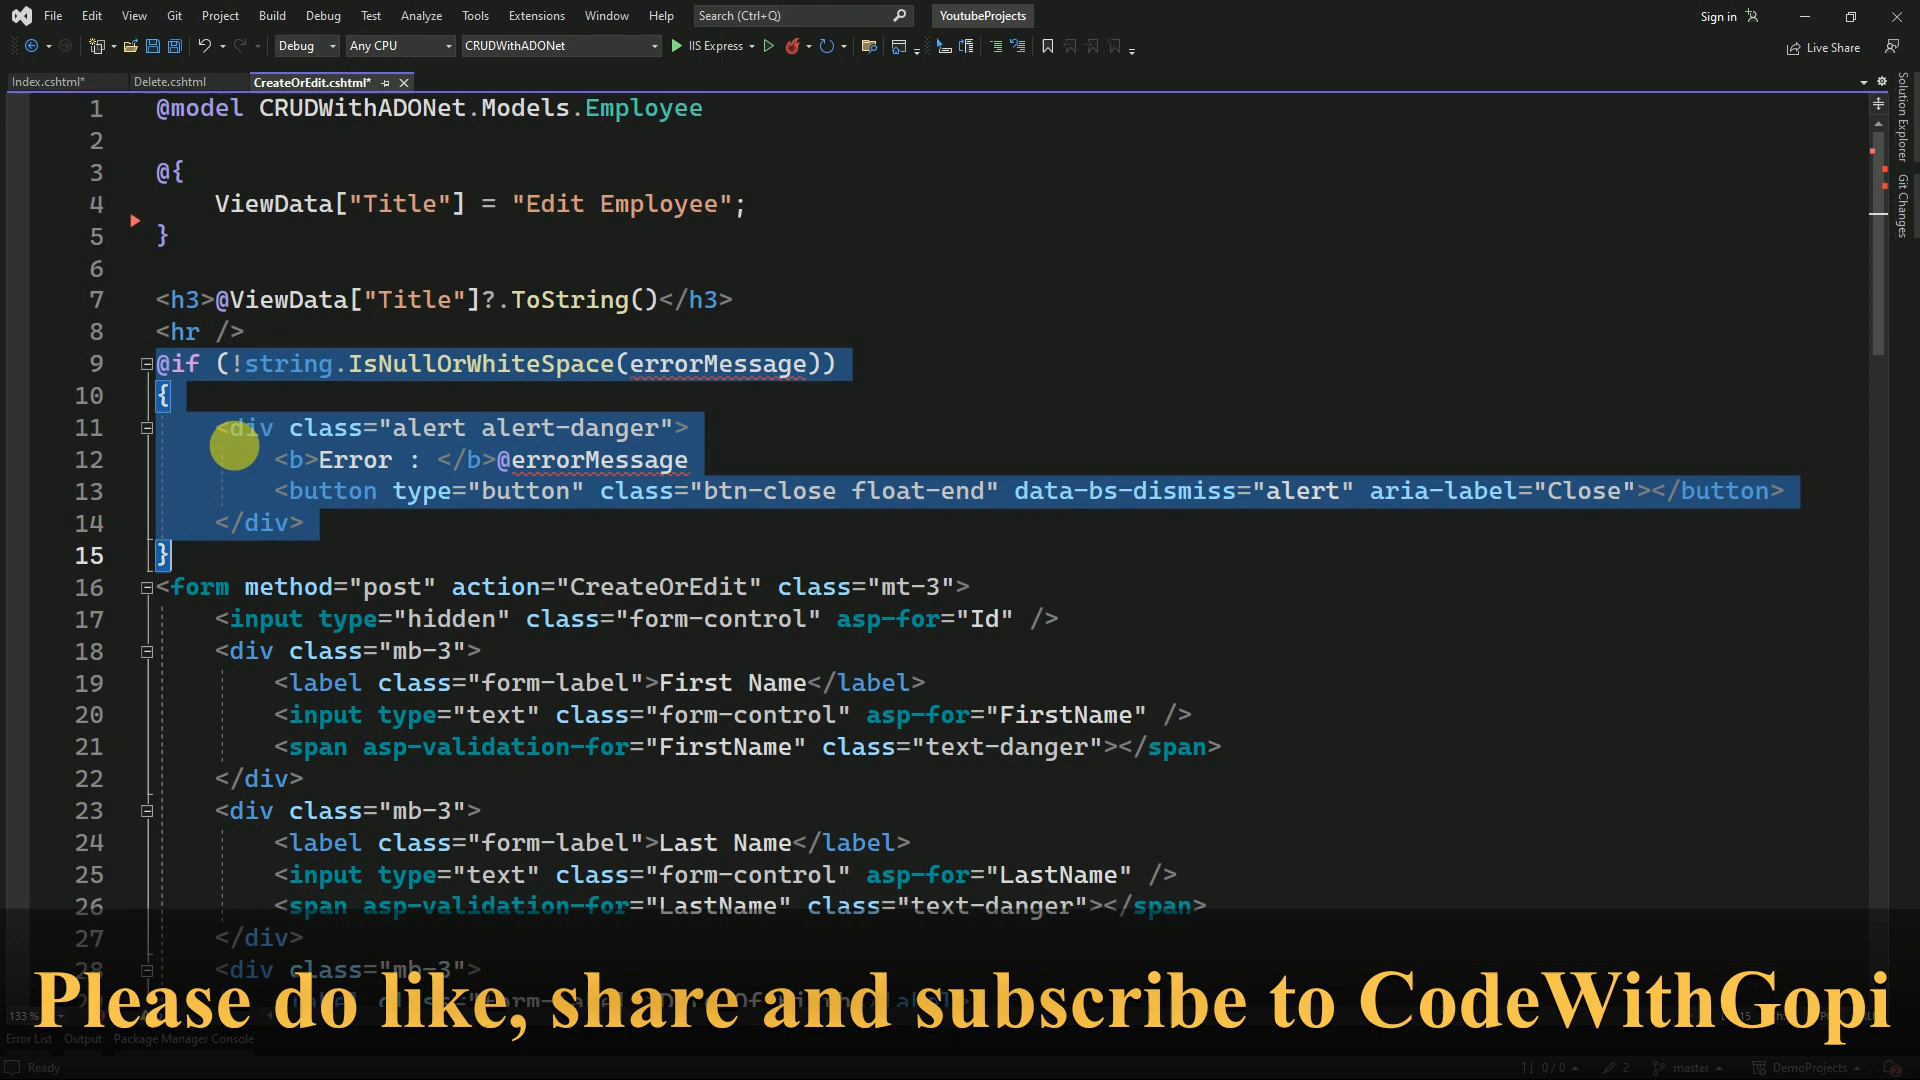 File Edit View Git Project Build Debug Test Analyze Tools Extensions Window Help Search (Ctrl+Q) YoutubeProjects Sign in
Debug Any CPU CRUDWithADONet IIS Express Live Share
Index.cshtml* Delete.cshtml CreateOrEdit.cshtml*
Solution Explorer
Git Changes
1 @model CRUDWithADONet.Models.Employee
2
3 @{
4 ViewData["Title"] = "Edit Employee";
5 }
6
7 <h3>@ViewData["Title"]?.ToString()</h3>
8 <hr />
9 @if (!string.IsNullOrWhiteSpace(errorMessage))
10 {
11 <div class="alert alert-danger">
12 <b>Error : </b>@errorMessage
13 <button type="button" class="btn-close float-end" data-bs-dismiss="alert" aria-label="Close"></button>
14 </div>
15 }
16 <form method="post" action="CreateOrEdit" class="mt-3">
17 <input type="hidden" class="form-control" asp-for="Id" />
18 <div class="mb-3">
19 <label class="form-label">First Name</label>
20 <input type="text" class="form-control" asp-for="FirstName" />
21 <span asp-validation-for="FirstName" class="text-danger"></span>
22 </div>
23 <div class="mb-3">
24 <label class="form-label">Last Name</label>
25 <input type="text" class="form-control" asp-for="LastName" />
26 <span asp-validation-for="LastName" class="text-danger"></span>
27 </div>
28 <div class="mb-3">
Please do like, share and subscribe to CodeWithGopi
133 %
Error List Output Package Manager Console
Ready 0 / 0 2 master DemoProjects